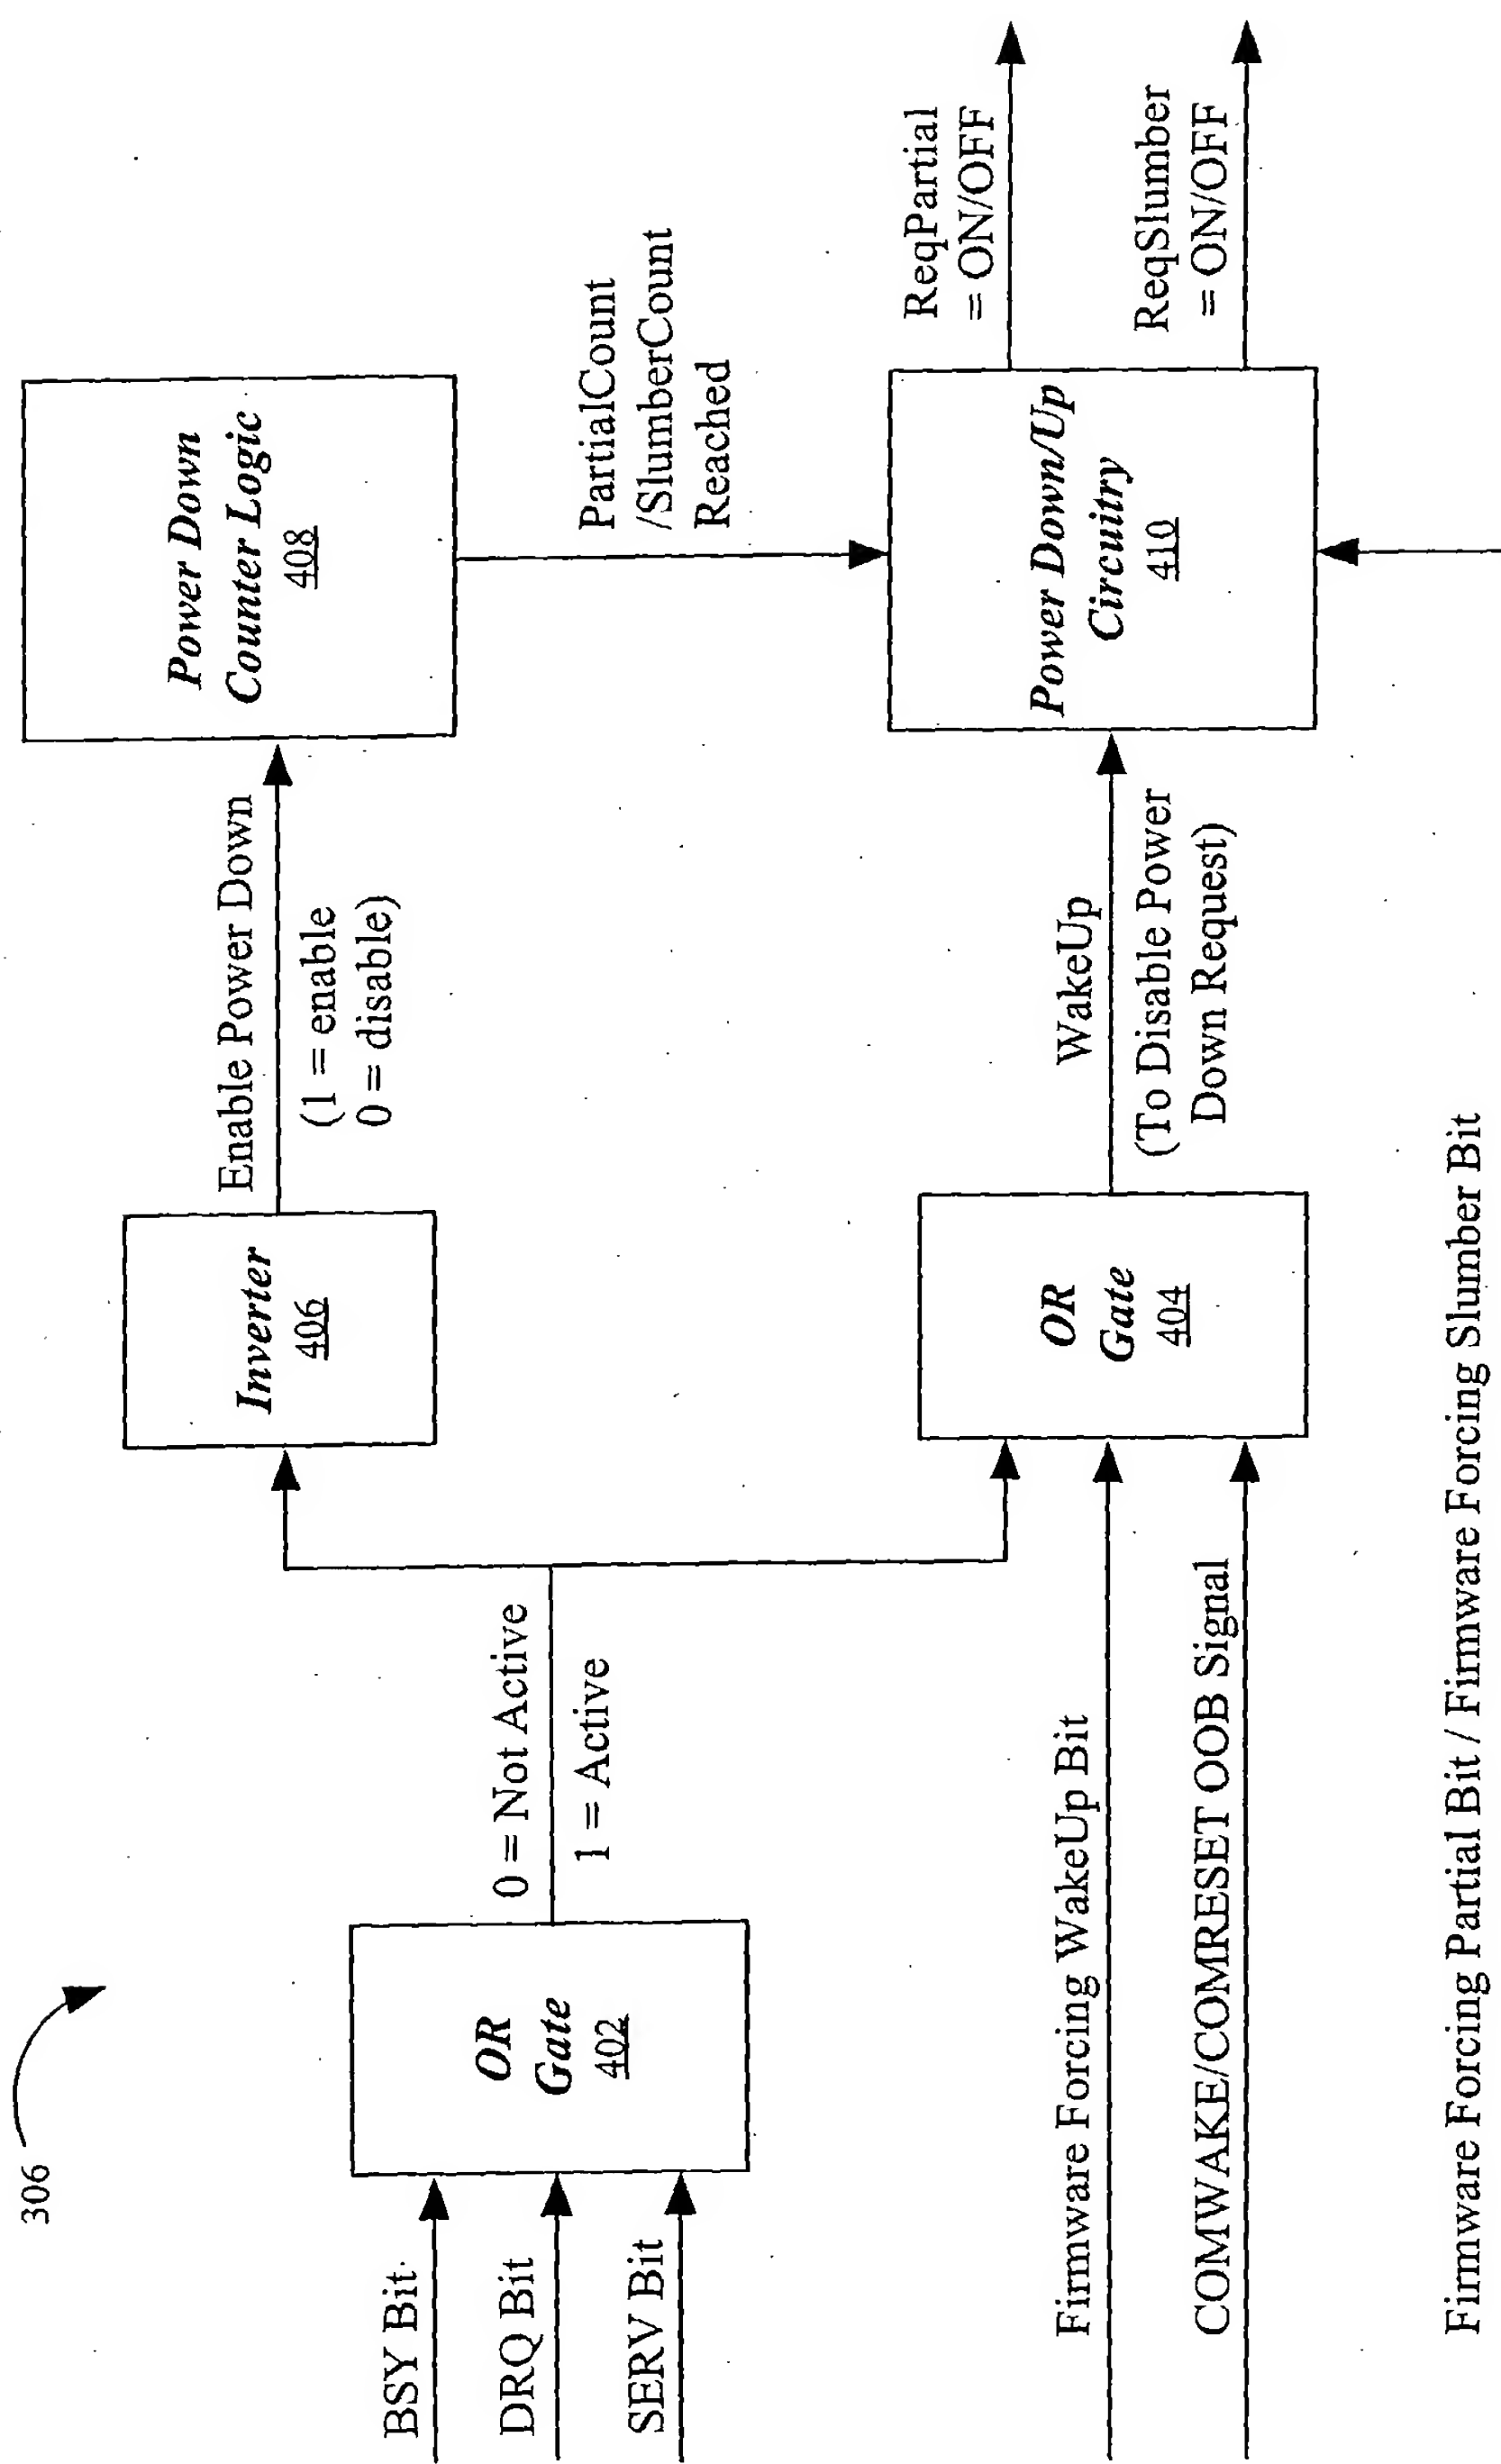 306
BSY Bit
DRQ Bit
SERV Bit
OR
Gate
402
0 = Not Active
1 = Active
Inverter
406
Enable Power Down
(1 = enable
0 = disable)
Power Down
Counter Logic
408
PartialCount
/SlumberCount
Reached
Firmware Forcing WakeUp Bit
COMWAKE/COMRESET OOB Signal
OR
Gate
404
WakeUp
(To Disable Power
Down Request)
Power Down/Up
Circuitry
410
ReqPartial
= ON/OFF
ReqSlumber
= ON/OFF
Firmware Forcing Partial Bit / Firmware Forcing Slumber Bit